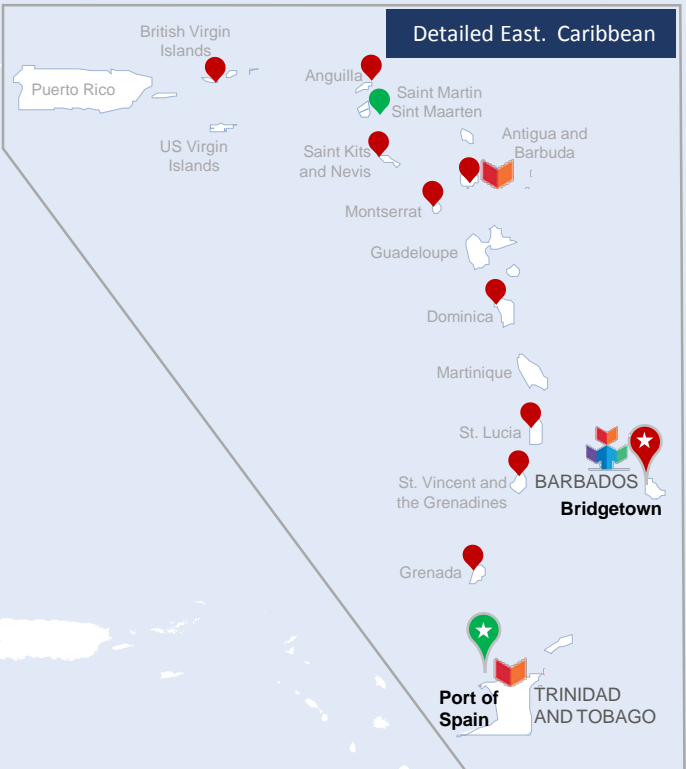 Detailed East. Caribbean
British Virgin
Islands
Anguilla
Puerto Rico
Saint Martin
Sint Maarten
US Virgin
Islands
Saint Kits
and Nevis
Antigua and
Barbuda
Montserrat
Guadeloupe
Dominica
Martinique
St. Lucia
St. Vincent and
the Grenadines
BARBADOS
Bridgetown
Grenada
Port of
Spain
TRINIDAD
AND TOBAGO